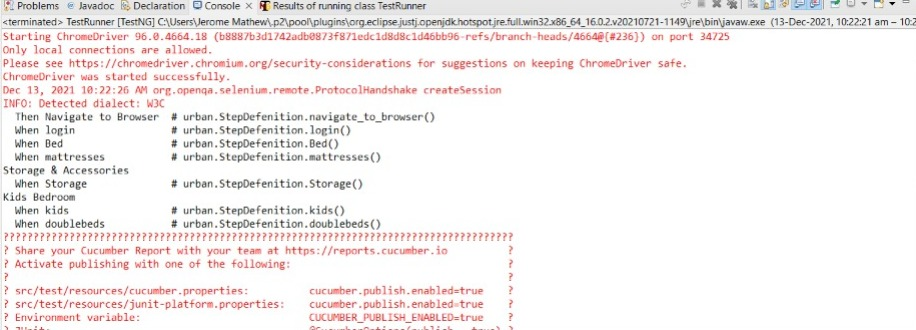 Problems @ Javadoc Declaration Console × Results of running class TestRunner
<terminated> TestRunner [TestNG] C:\Users\Jerome Mathew\.p2\pool\plugins\org.eclipse.justj.openjdk.hotspot.jre.full.win32.x86_64_16.0.2.v20210721-1149\jre\bin\javaw.exe (13-Dec-2021, 10:22:21 am – 10:2
Starting ChromeDriver 96.0.4664.18 (b8887b3d1742adb0873f871edc1d8d8c1d46bb96-refs/branch-heads/4664@{#236}) on port 34725
Only local connections are allowed.
Please see https://chromedriver.chromium.org/security-considerations for suggestions on keeping ChromeDriver safe.
ChromeDriver was started successfully.
Dec 13, 2021 10:22:26 AM org.openqa.selenium.remote.ProtocolHandshake createSession
INFO: Detected dialect: W3C
Then Navigate to Browser # urban.StepDefenition.navigate_to_browser()
When login # urban.StepDefenition.login()
When Bed # urban.StepDefenition.Bed()
When mattresses # urban.StepDefenition.mattresses()
Storage & Accessories
When Storage # urban.StepDefenition.Storage()
Kids Bedroom
When kids # urban.StepDefenition.kids()
When doublebeds # urban.StepDefenition.doublebeds()
?????????????????????????????????????????????????????????????????????????????????????
? Share your Cucumber Report with your team at https://reports.cucumber.io ?
? Activate publishing with one of the following: ?
? ?
? src/test/resources/cucumber.properties: cucumber.publish.enabled=true ?
? src/test/resources/junit-platform.properties: cucumber.publish.enabled=true ?
? Environment variable: CUCUMBER_PUBLISH_ENABLED=true ?